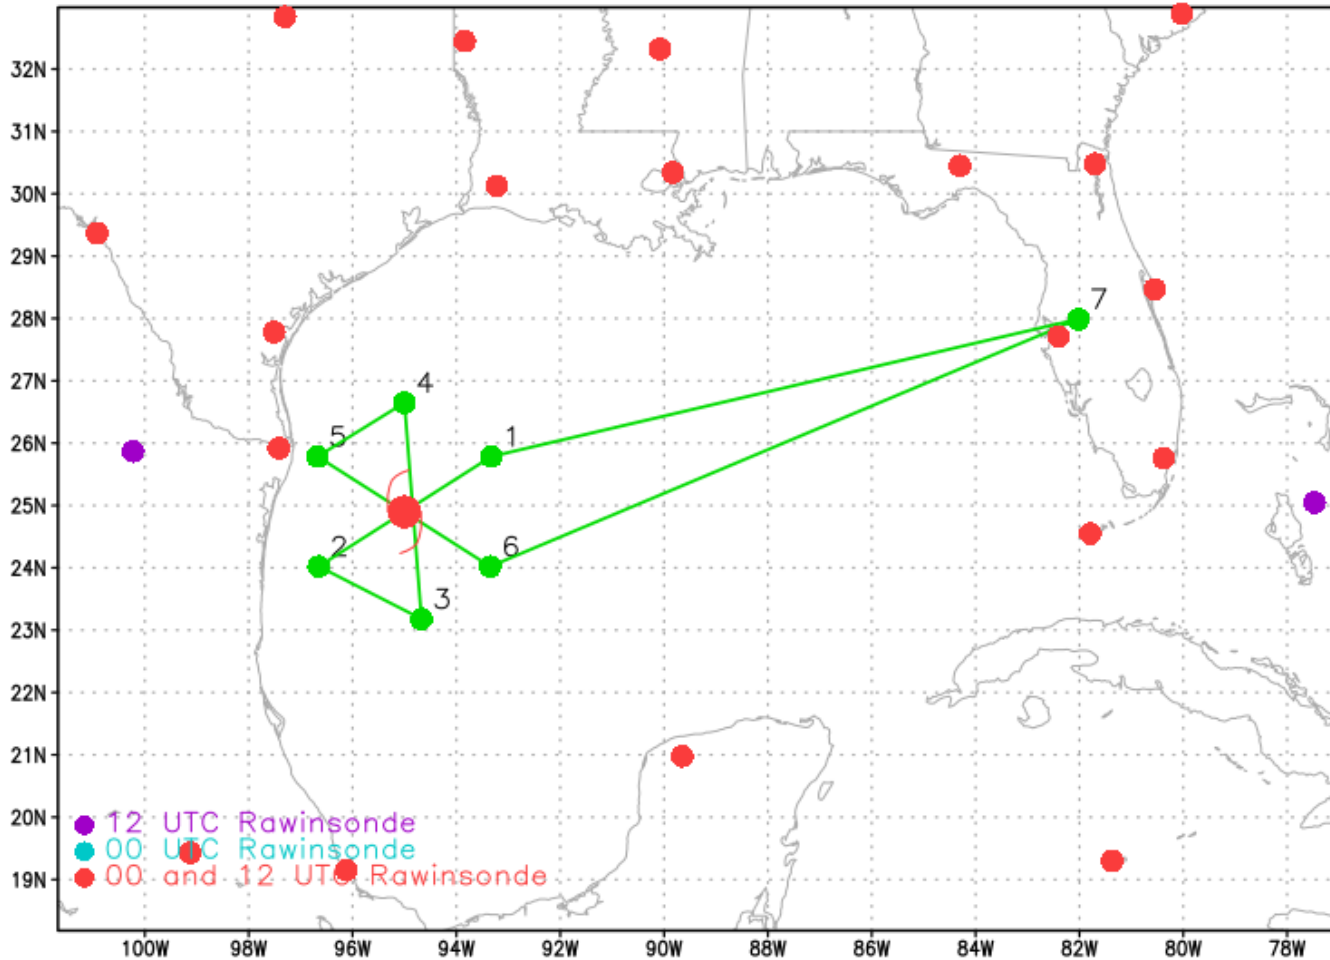 32N
31N
30N
29N
28N
7
27N
4
26N
5
1
25N
2
6
24N
3
23N
22N
21N
20N
12 UTC Rawinsonde
00 UTC Rawinsonde
19N
00 and 12 UTC Rawinsonde
100W 98W 96W 94W 92W 90W 88W 86W 84W 82W 80W 78W